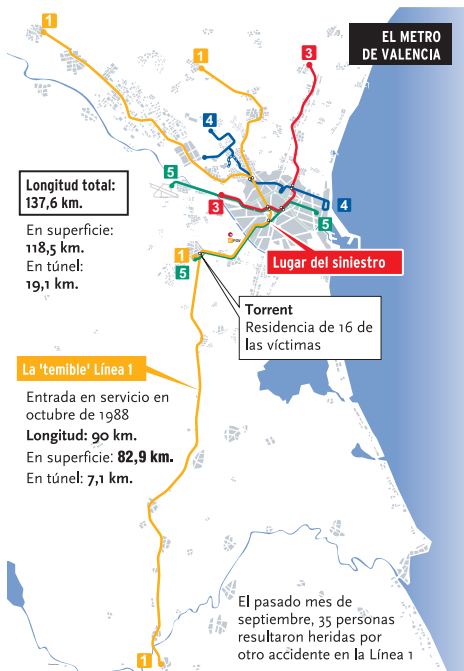 EL METRO
DE VALENCIA
1
1
3
4
5
3
4
5
Longitud total:
137,6 km.
En superficie:
118,5 km.
En túnel:
19,1 km.
1
5
Lugar del siniestro
Torrent
Residencia de 16 de
las víctimas
La 'temible' Línea 1
Entrada en servicio en
octubre de 1988
Longitud: 90 km.
En superficie: 82,9 km.
En túnel: 7,1 km.
El pasado mes de
septiembre, 35 personas
resultaron heridas por
otro accidente en la Línea 1
1